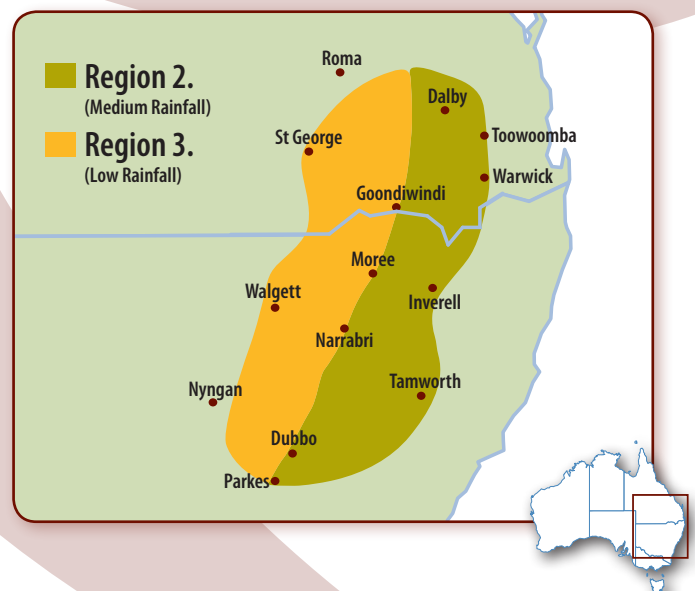 Region 2.
(Medium Rainfall)
Region 3.
(Low Rainfall)
Roma
Dalby
St George
Toowoomba
Warwick
Goondiwindi
Moree
Walgett
Inverell
Narrabri
Nyngan
Tamworth
Dubbo
Parkes